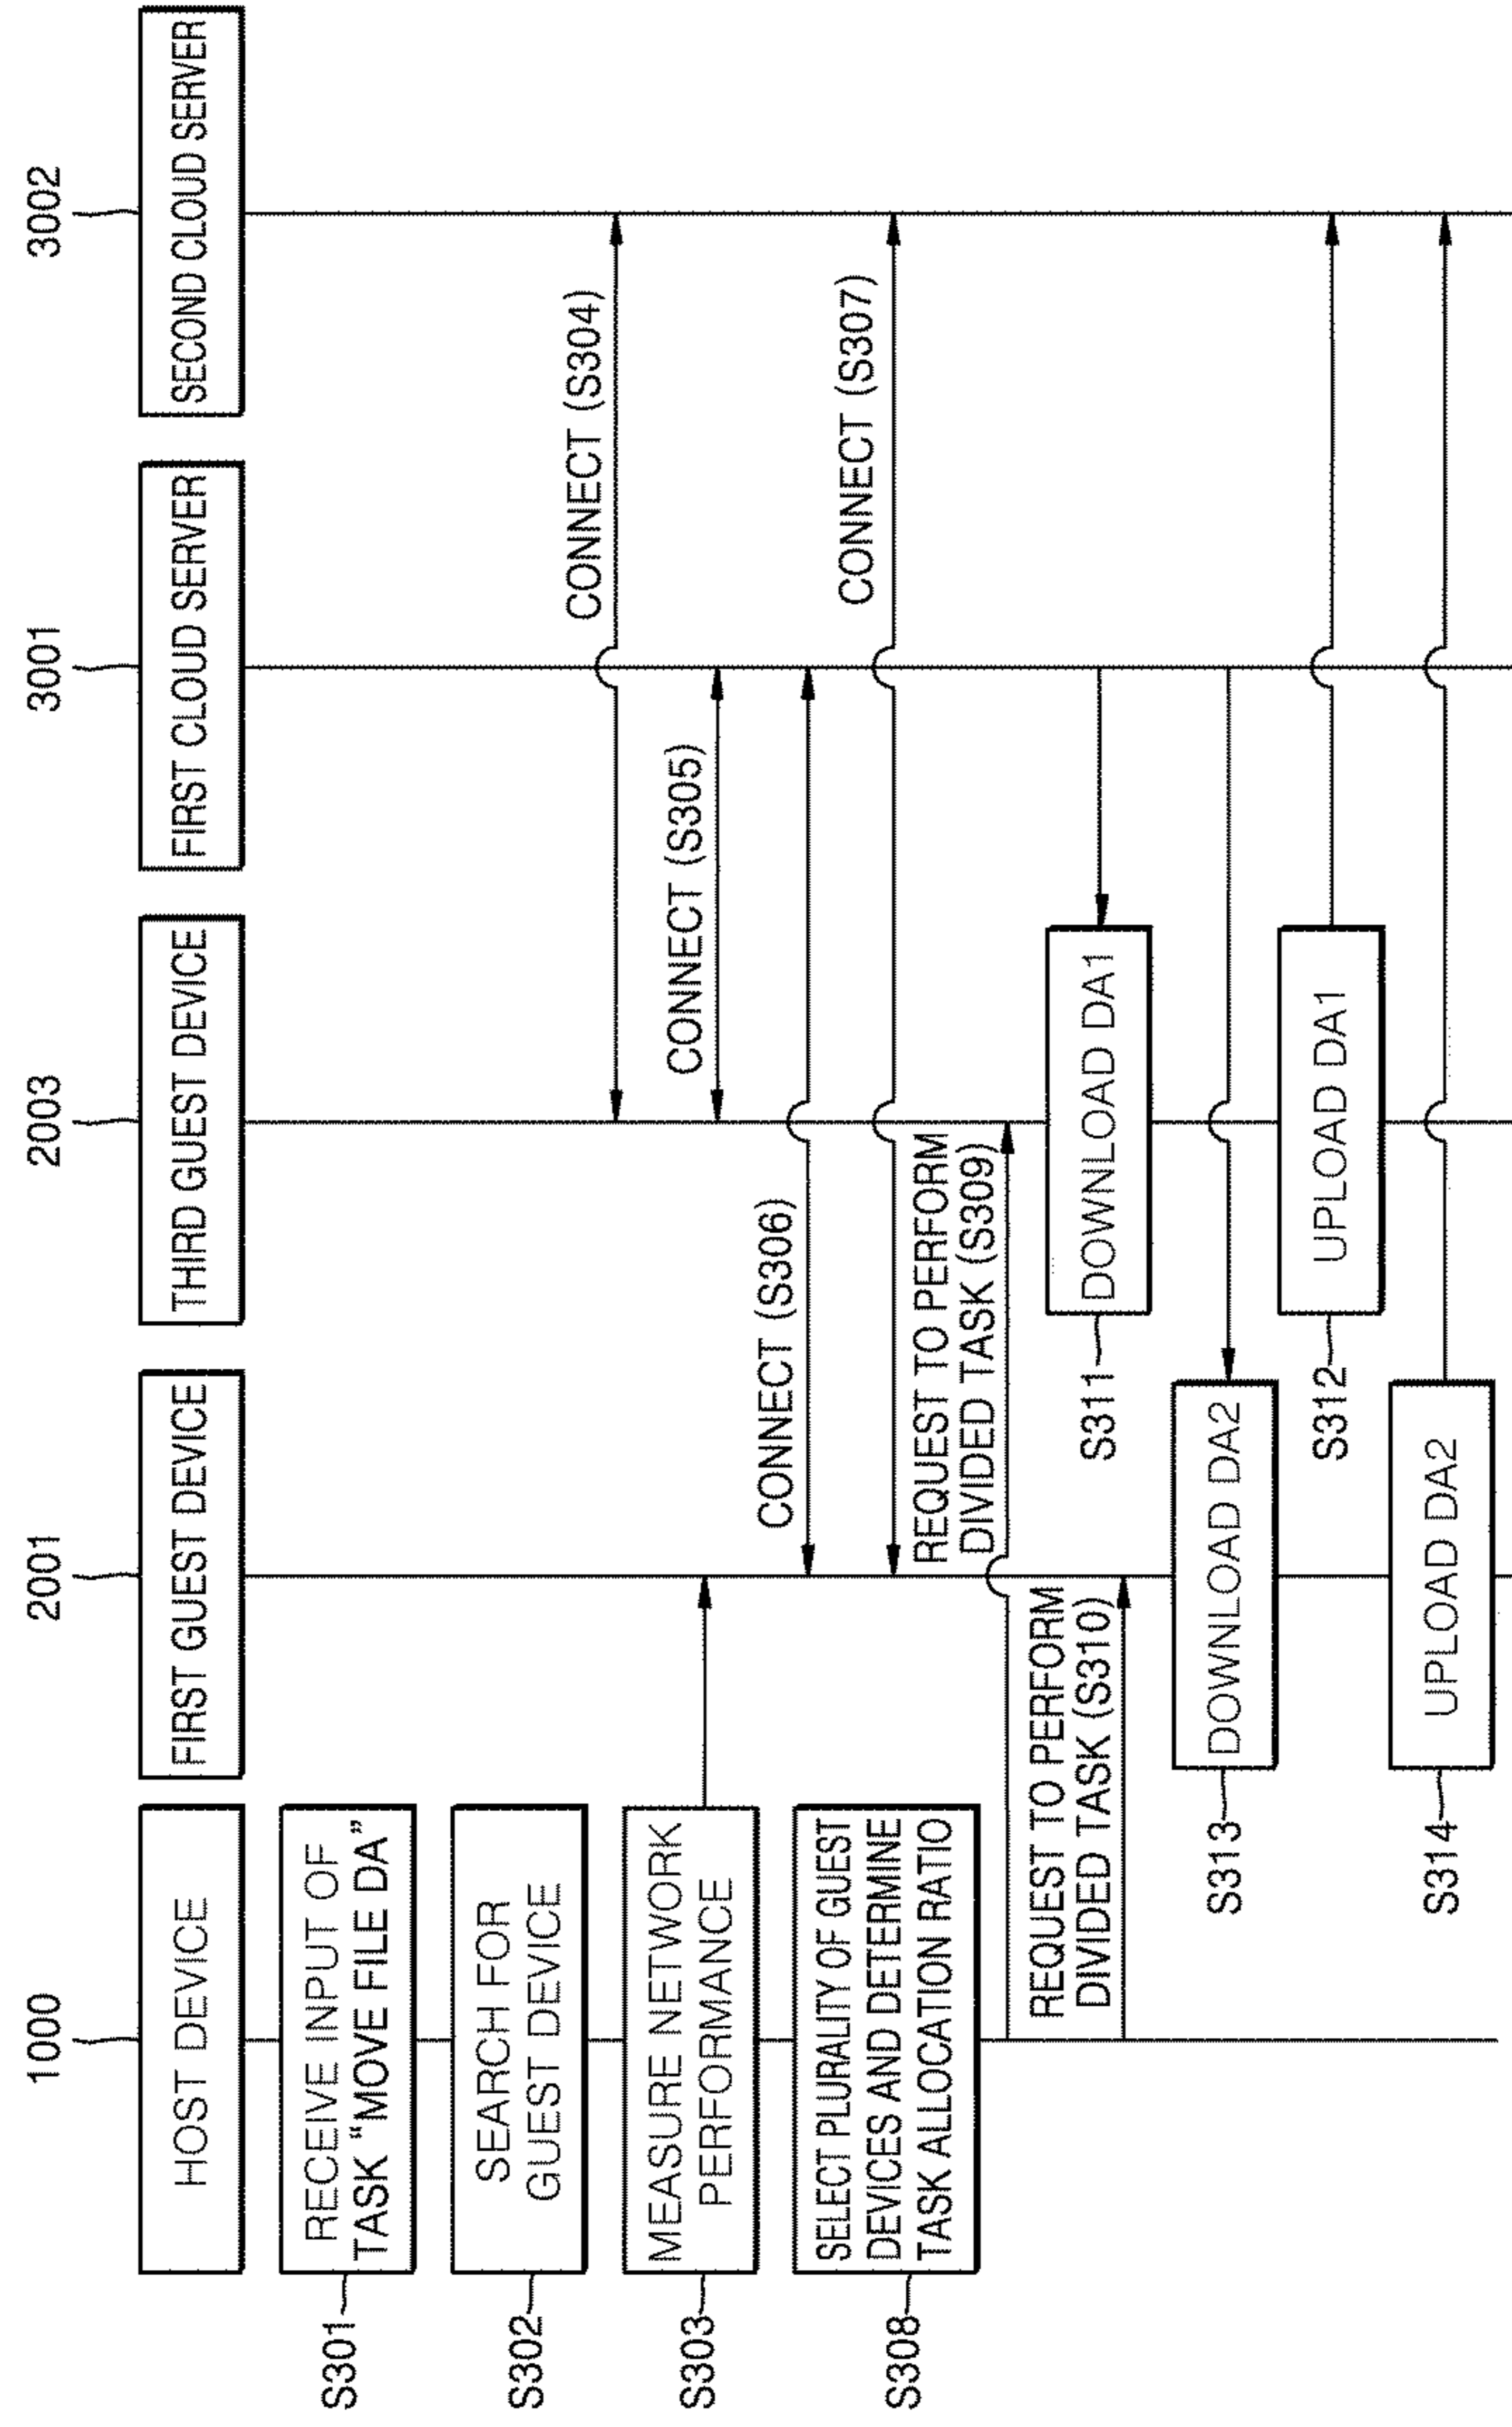 1000
2001
2003
3001
3002
HOST DEVICE
FIRST GUEST DEVICE
THIRD GUEST DEVICE
FIRST CLOUD SERVER
SECOND CLOUD SERVER
S301
RECEIVE INPUT OF
TASK "MOVE FILE DA"
S302
SEARCH FOR
GUEST DEVICE
S303
MEASURE NETWORK
PERFORMANCE
CONNECT (S304)
CONNECT (S305)
CONNECT (S306)
CONNECT (S307)
S308
SELECT PLURALITY OF GUEST
DEVICES AND DETERMINE
TASK ALLOCATION RATIO
REQUEST TO PERFORM
DIVIDED TASK (S309)
REQUEST TO PERFORM
DIVIDED TASK (S310)
S311
DOWNLOAD DA1
S313
DOWNLOAD DA2
S312
UPLOAD DA1
S314
UPLOAD DA2